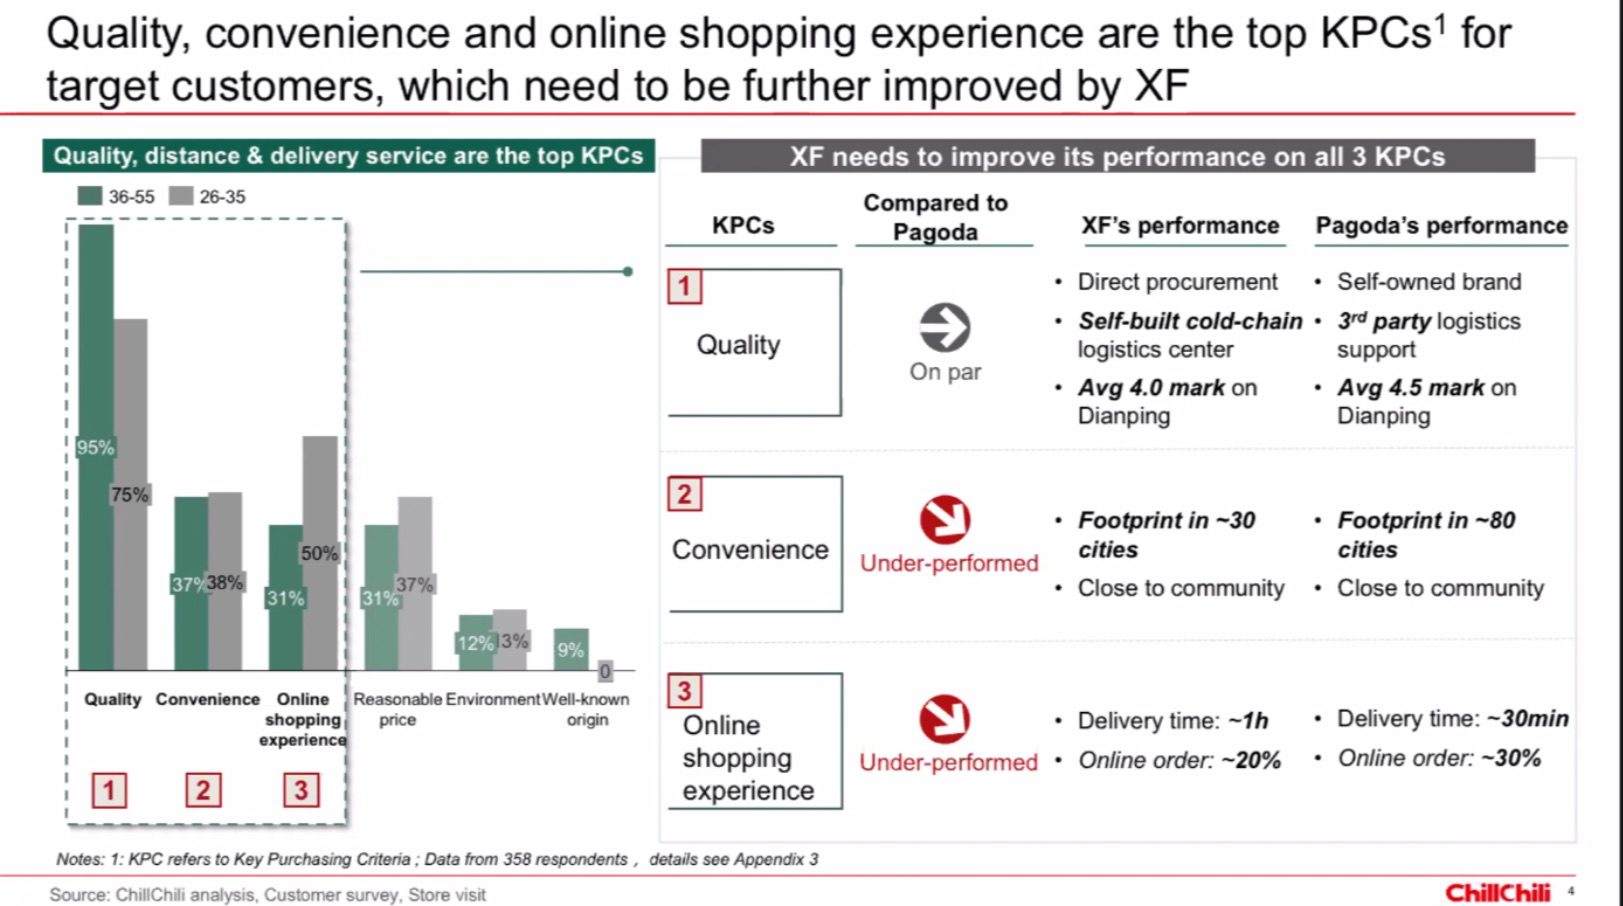 Quality, convenience and online shopping experience are the top KPCs¹ for
target customers, which need to be further improved by XF
Quality, distance & delivery service are the top KPCs
36-55
26-35
95%
75%
37%
38%
31%
50%
31%
37%
12%
13%
9%
0
Quality
Convenience
Online
shopping
experience
Reasonable
price
Environment
Well-known
origin
1
2
3
XF needs to improve its performance on all 3 KPCs
KPCs
Compared to
Pagoda
XF's performance
Pagoda's performance
1
Quality
On par
• Direct procurement
• Self-built cold-chain
logistics center
• Avg 4.0 mark on
Dianping
• Self-owned brand
• 3rd party logistics
support
• Avg 4.5 mark on
Dianping
2
Convenience
Under-performed
• Footprint in ~30
cities
• Close to community
• Footprint in ~80
cities
• Close to community
3
Online
shopping
experience
Under-performed
• Delivery time: ~1h
• Online order: ~20%
• Delivery time: ~30min
• Online order: ~30%
Notes: 1: KPC refers to Key Purchasing Criteria ; Data from 358 respondents， details see Appendix 3
Source: ChillChili analysis, Customer survey, Store visit
ChillChili
4